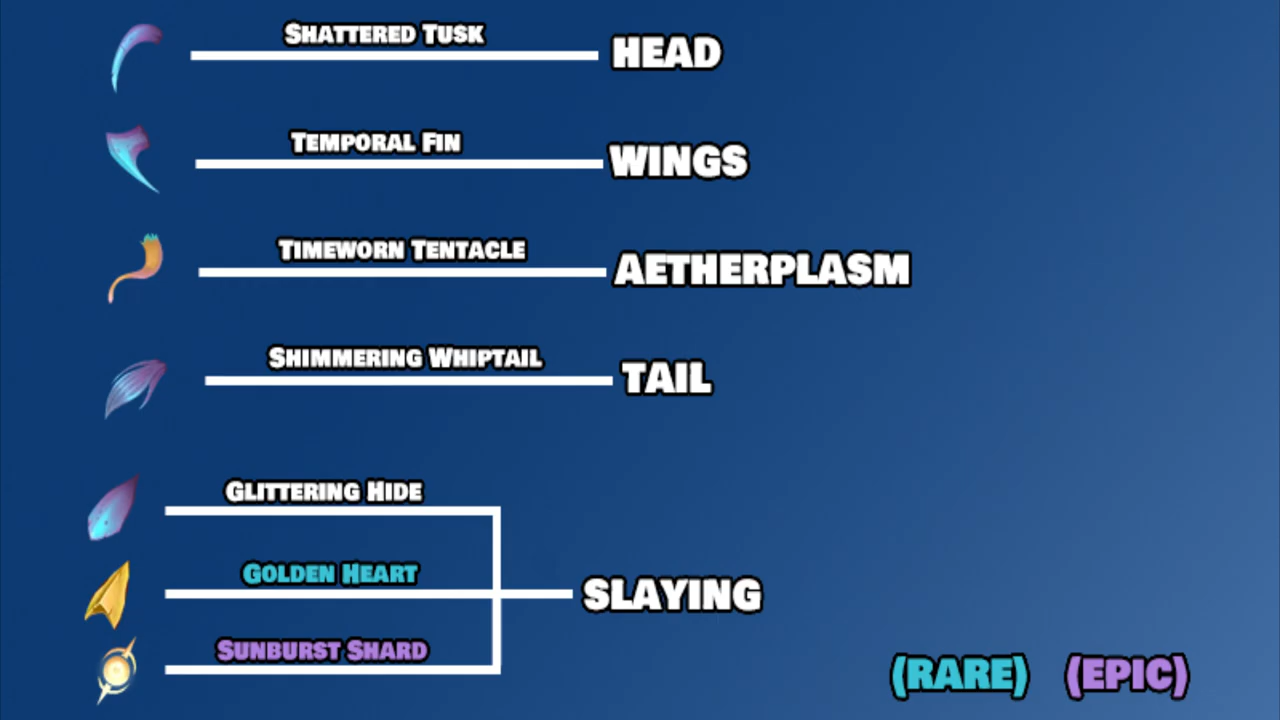 Shattered Tusk
HEAD
Temporal Fin
WINGS
Timeworn Tentacle
AETHERPLASM
Shimmering Whiptail
TAIL
Glittering Hide
Golden Heart
SLAYING
Sunburst Shard
(RARE) (EPIC)